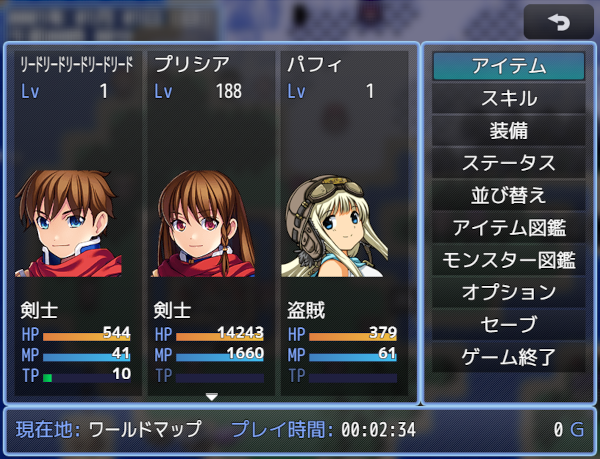 リードリードリードリードリード
Lv 1
剣士
HP 544
MP 41
TP 10
プリシア
Lv 188
剣士
HP 14243
MP 1660
TP
パフィ
Lv 1
盗賊
HP 379
MP 61
TP
アイテム
スキル
装備
ステータス
並び替え
アイテム図鑑
モンスター図鑑
オプション
セーブ
ゲーム終了
現在地: ワールドマップ プレイ時間: 00:02:34 0 G